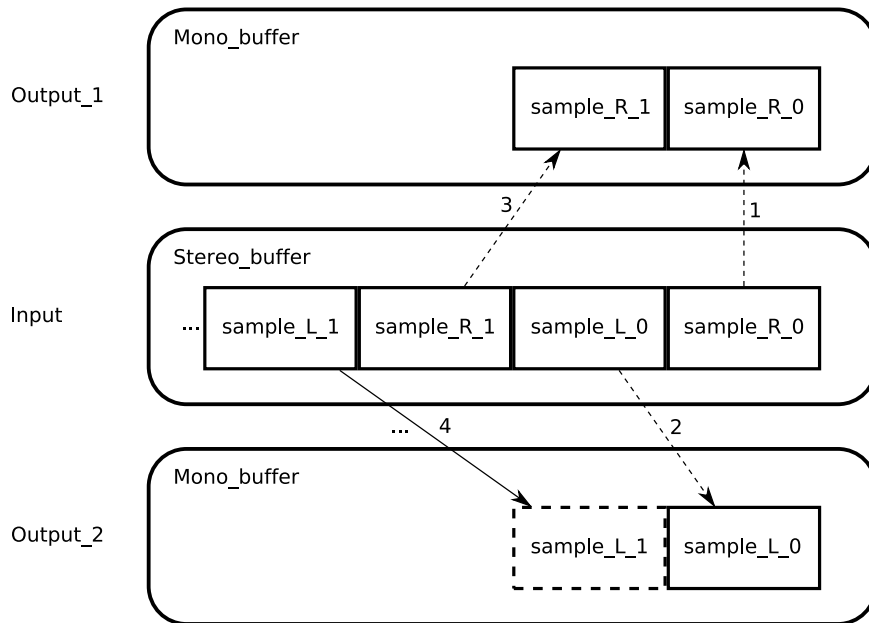 Mono_buffer
Output_1
sample_R_1 sample_R_0
3 1
Stereo_buffer
Input
... sample_L_1 sample_R_1 sample_L_0 sample_R_0
... 4 2
Mono_buffer
Output_2
sample_L_1 sample_L_0